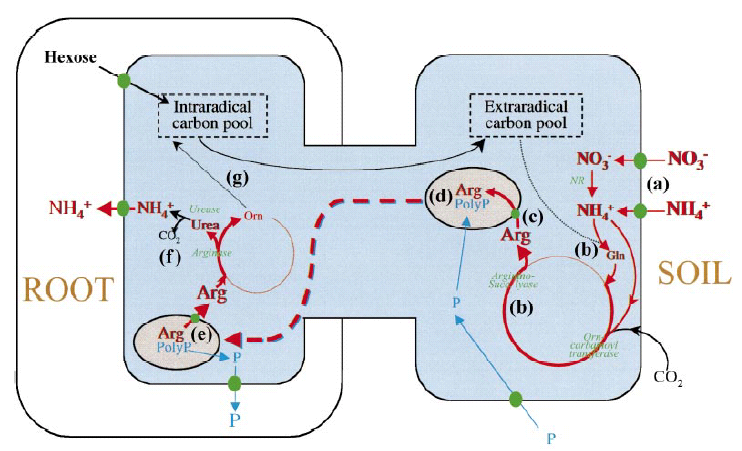 Hexose
Intraradical
carbon pool
Extraradical
carbon pool
(g)
NH₄⁺
NH₄⁺
Urease
Urea
Orn
CO₂
(f)
Arginase
ROOT
Arg
Arg
(e)
PolyP
P
P
(d)
Arg
PolyP
(c)
Arg
NO₃⁻
NO₃⁻
(a)
NR
NH₄⁺
NH₄⁺
(b)
Gln
SOIL
Arginino-
Succ lyase
(b)
P
Orn-
carbamoyl
transferase
CO₂
P